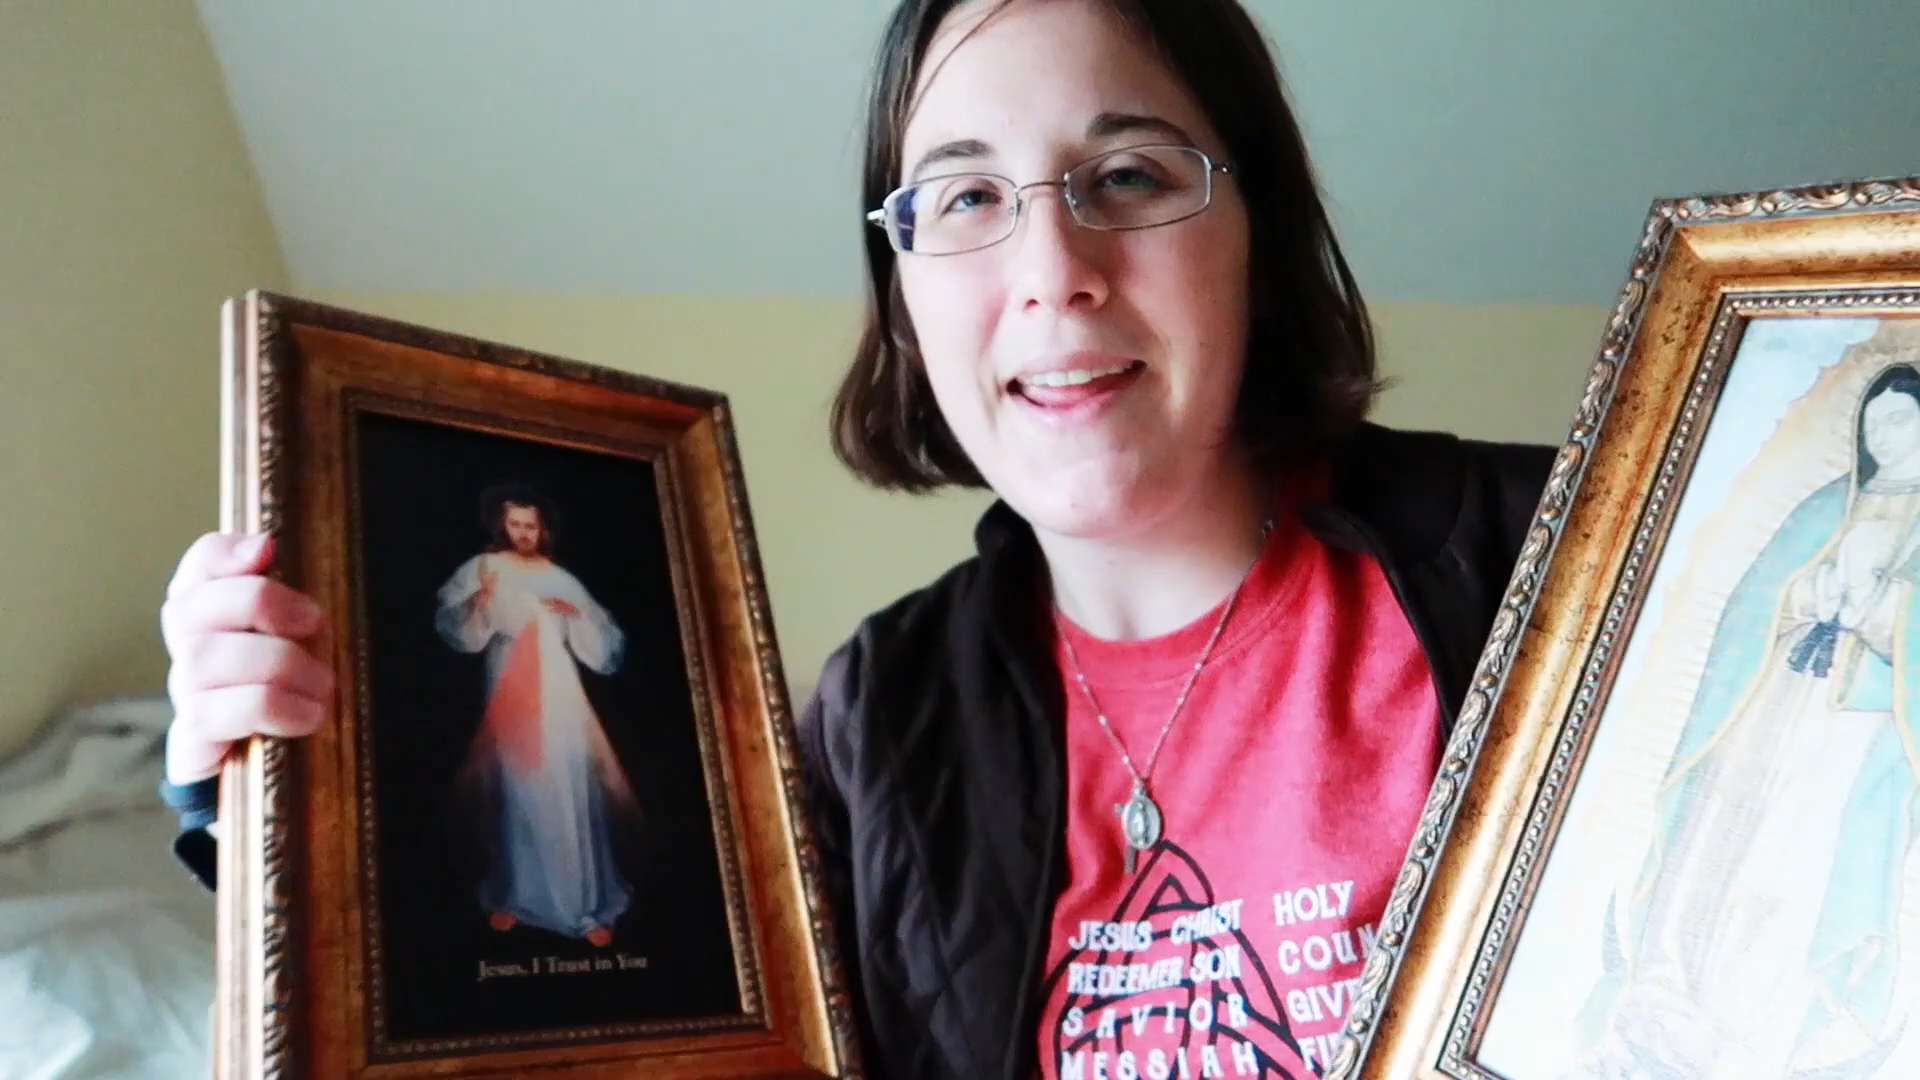 Jesus, I Trust in You
JESUS CHRIST
REDEEMER SON
SAVIOR
MESSIAH
HOLY